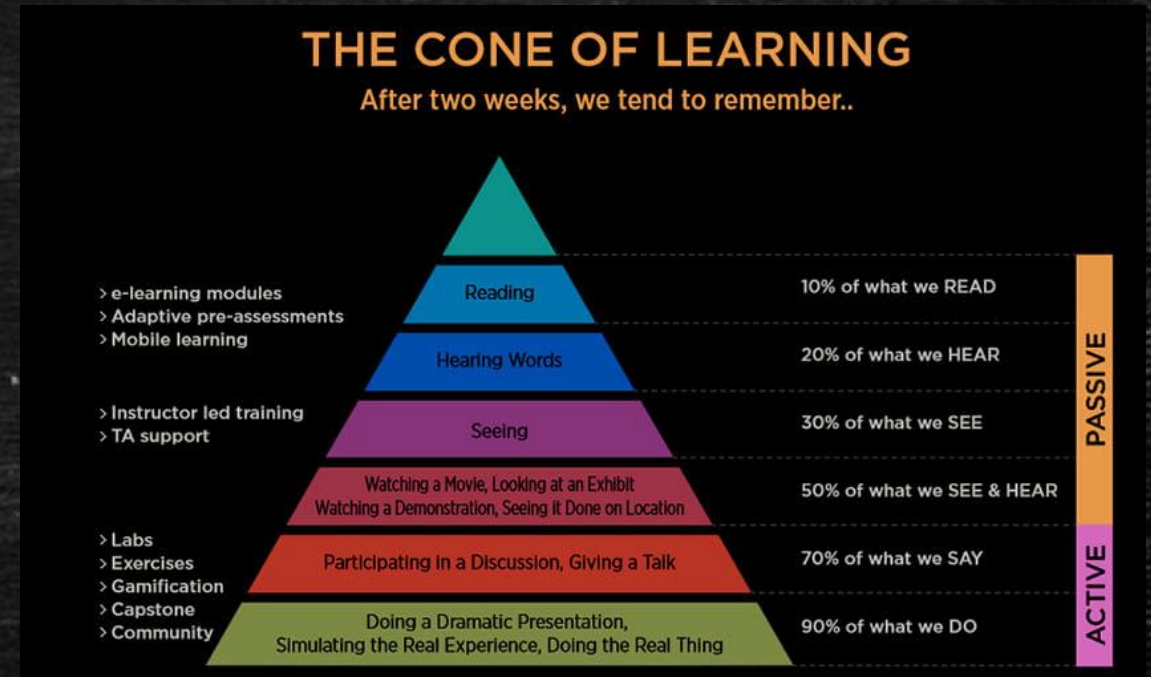 THE CONE OF LEARNING
After two weeks, we tend to remember..
> e-learning modules
> Adaptive pre-assessments
> Mobile learning
Reading
10% of what we READ
Hearing Words
20% of what we HEAR
> Instructor led training
> TA support
Seeing
30% of what we SEE
Watching a Movie, Looking at an Exhibit
Watching a Demonstration, Seeing it Done on Location
50% of what we SEE & HEAR
PASSIVE
> Labs
> Exercises
> Gamification
> Capstone
> Community
Participating in a Discussion, Giving a Talk
70% of what we SAY
Doing a Dramatic Presentation,
Simulating the Real Experience, Doing the Real Thing
90% of what we DO
ACTIVE